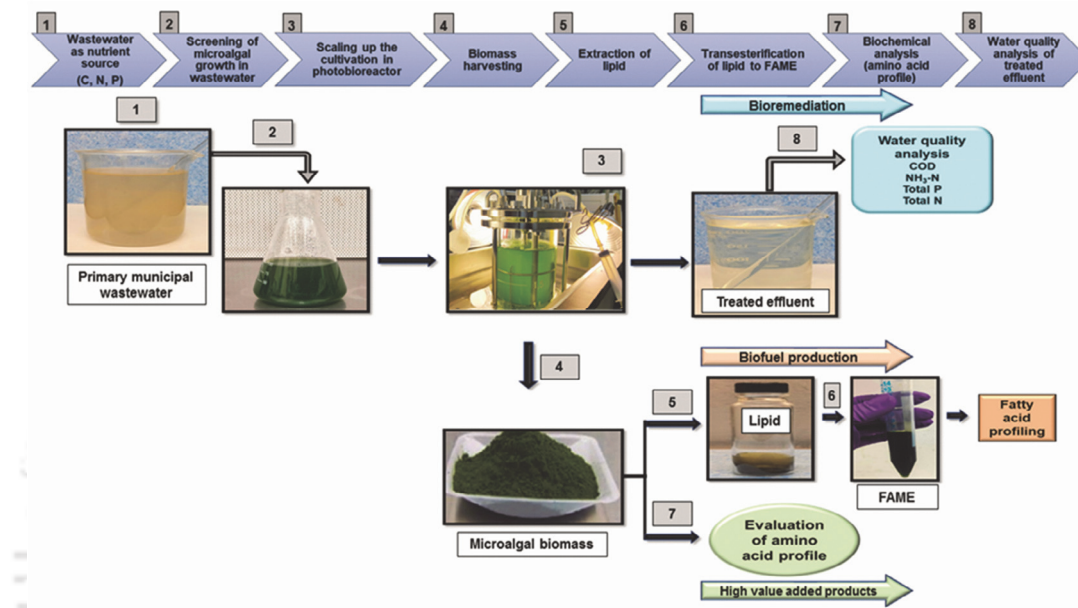 1
Wastewater
as nutrient
source
(C, N, P)
2
Screening of
microalgal
growth in
wastewater
3
Scaling up the
cultivation in
photobioreactor
4
Biomass
harvesting
5
Extraction of
lipid
6
Transesterification
of lipid to FAME
7
Biochemical
analysis
(amino acid
profile)
8
Water quality
analysis of
treated
effluent
Bioremediation
1
2
3
8
Water quality
analysis
COD
NH₃-N
Total P
Total N
Primary municipal
wastewater
Treated effluent
4
Biofuel production
5
Lipid
6
FAME
Fatty
acid
profiling
Microalgal biomass
7
Evaluation
of amino
acid profile
High value added products